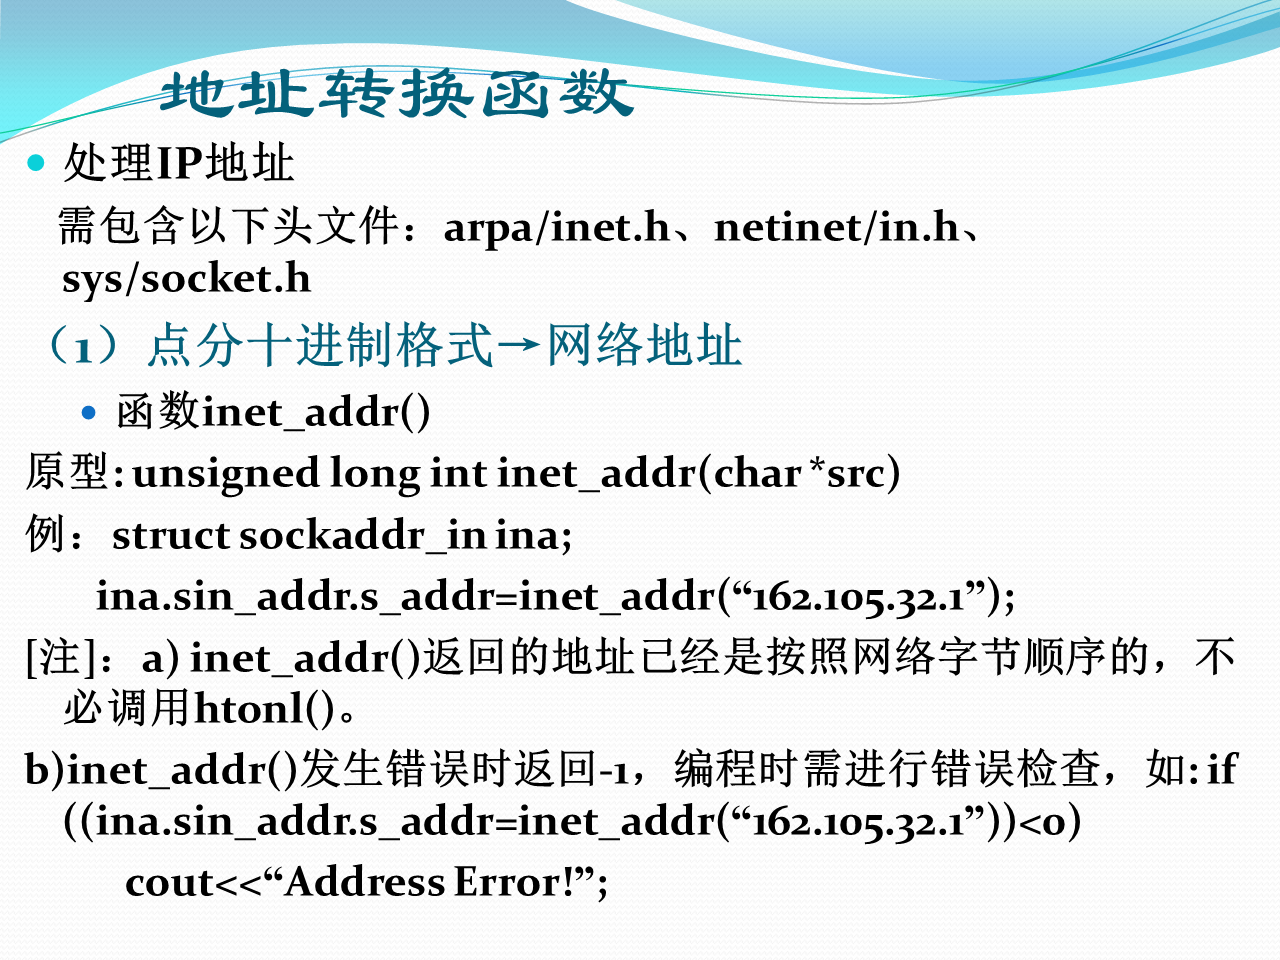 地址转换函数
处理IP地址
需包含以下头文件：arpa/inet.h、netinet/in.h、
sys/socket.h
（1）点分十进制格式→网络地址
函数inet_addr()
原型: unsigned long int inet_addr(char *src)
例：struct sockaddr_in ina;
ina.sin_addr.s_addr=inet_addr(“162.105.32.1”);
[注]：a) inet_addr()返回的地址已经是按照网络字节顺序的，不
必调用htonl()。
b)inet_addr()发生错误时返回-1，编程时需进行错误检查，如: if
((ina.sin_addr.s_addr=inet_addr(“162.105.32.1”))<0)
cout<<“Address Error!”;